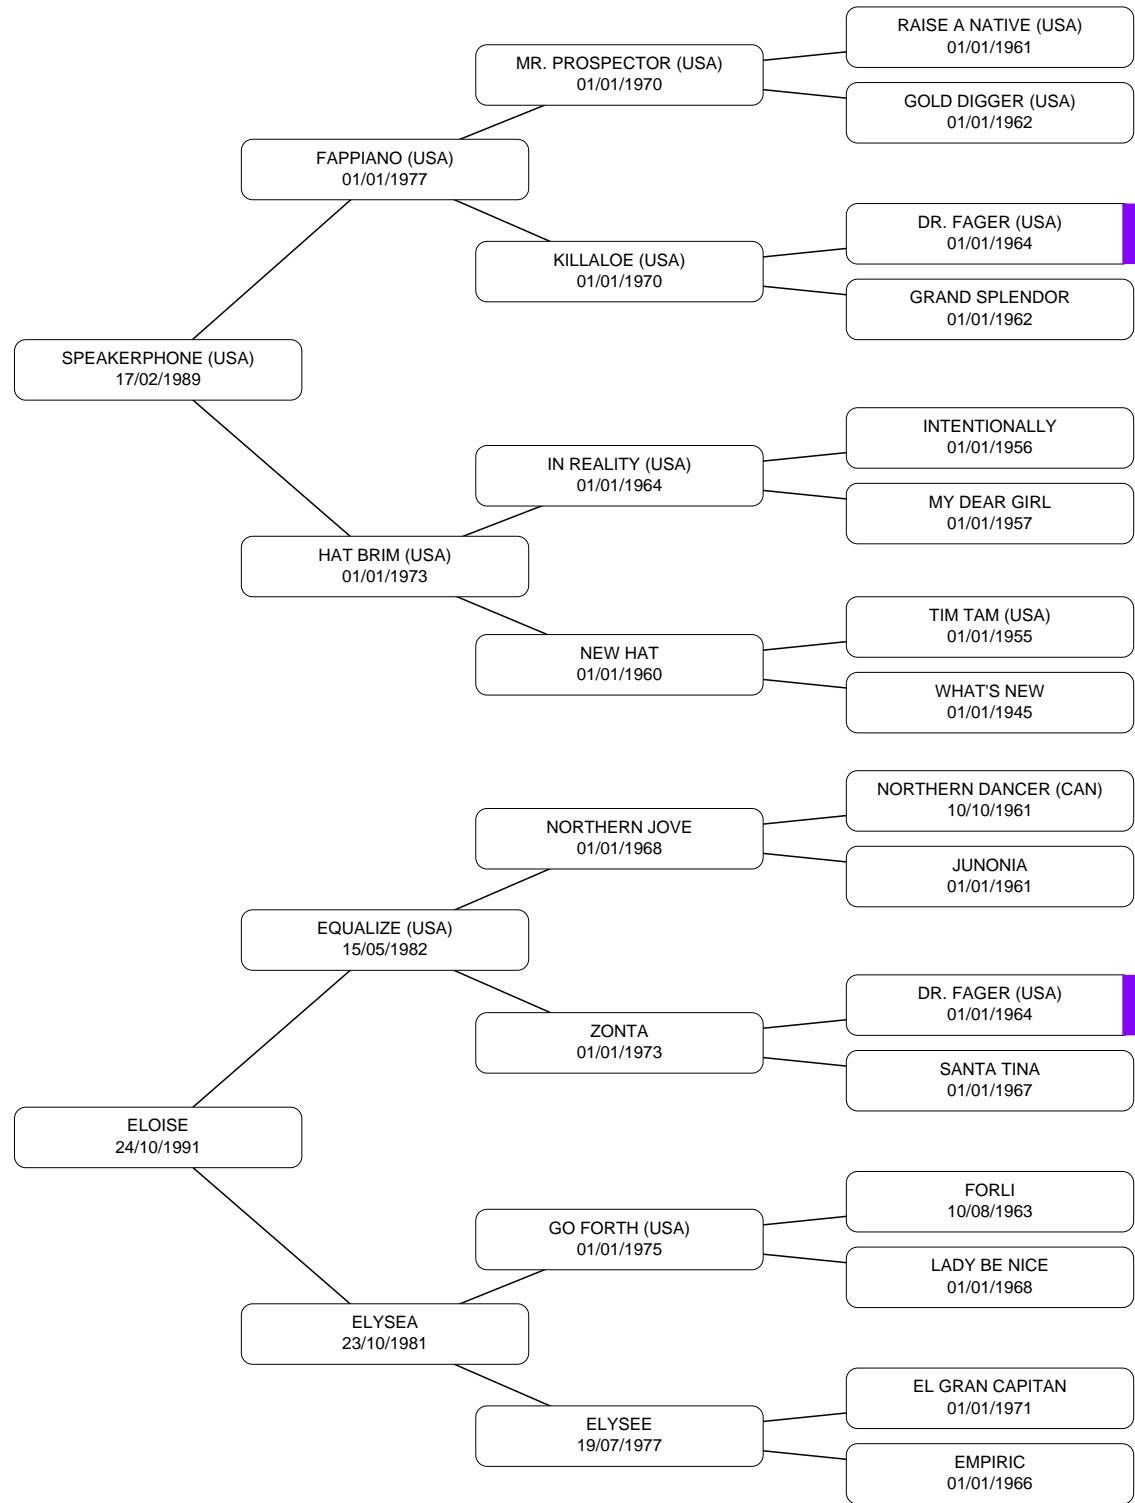 RAISE A NATIVE (USA)
01/01/1961
MR. PROSPECTOR (USA)
01/01/1970
GOLD DIGGER (USA)
01/01/1962
FAPPIANO (USA)
01/01/1977
DR. FAGER (USA)
01/01/1964
KILLALOE (USA)
01/01/1970
GRAND SPLENDOR
01/01/1962
SPEAKERPHONE (USA)
17/02/1989
INTENTIONALLY
01/01/1956
IN REALITY (USA)
01/01/1964
MY DEAR GIRL
01/01/1957
HAT BRIM (USA)
01/01/1973
TIM TAM (USA)
01/01/1955
NEW HAT
01/01/1960
WHAT'S NEW
01/01/1945
NORTHERN DANCER (CAN)
10/10/1961
NORTHERN JOVE
01/01/1968
JUNONIA
01/01/1961
EQUALIZE (USA)
15/05/1982
DR. FAGER (USA)
01/01/1964
ZONTA
01/01/1973
SANTA TINA
01/01/1967
ELOISE
24/10/1991
FORLI
10/08/1963
GO FORTH (USA)
01/01/1975
LADY BE NICE
01/01/1968
ELYSEA
23/10/1981
EL GRAN CAPITAN
01/01/1971
ELYSEE
19/07/1977
EMPIRIC
01/01/1966